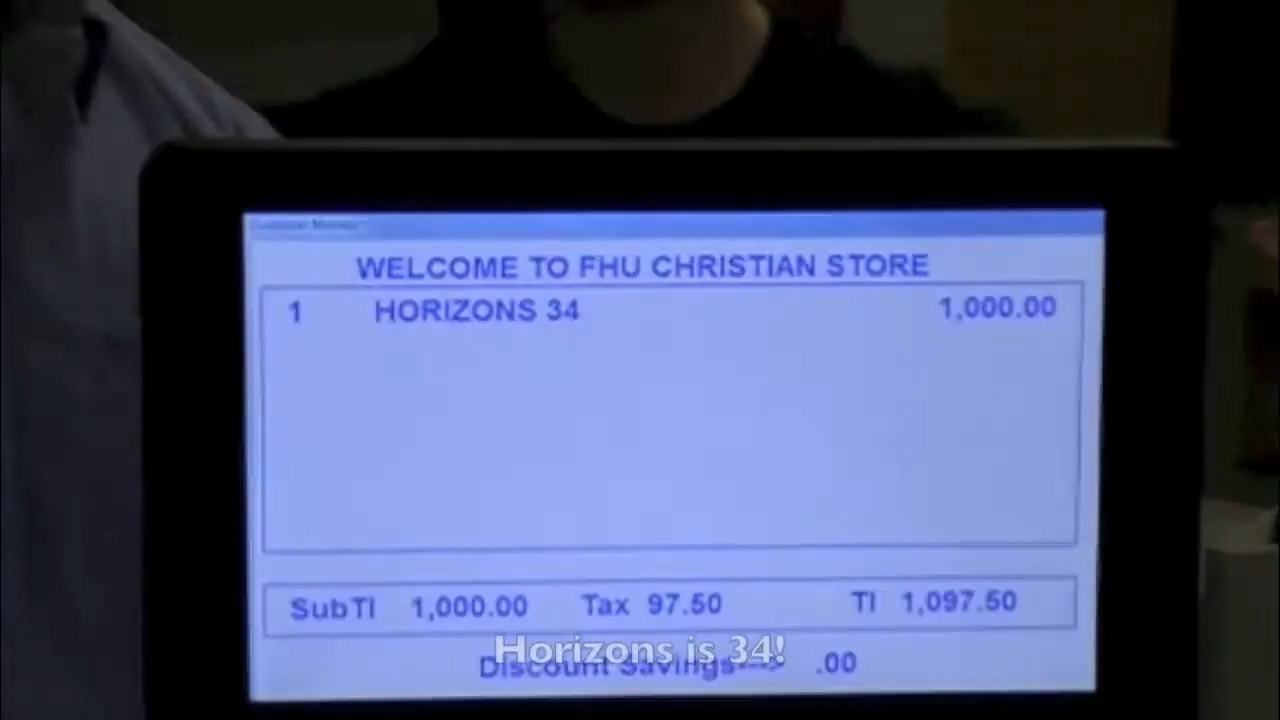 WELCOME TO FHU CHRISTIAN STORE
1 HORIZONS 34 1,000.00
SubTl 1,000.00 Tax 97.50 Tl 1,097.50
Horizons is 34!
Discount Savings---> .00